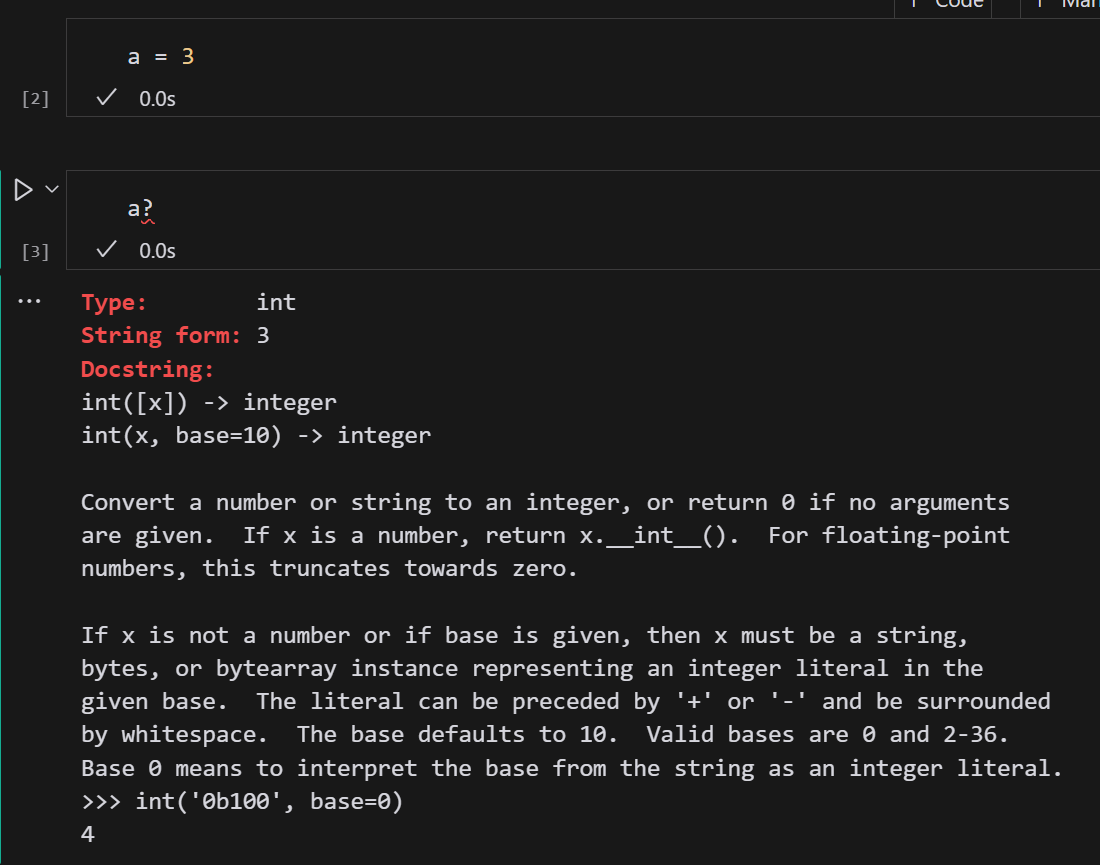 Code
a = 3
[2]
0.0s
a?
[3]
0.0s
Type: int
String form: 3
Docstring:
int([x]) -> integer
int(x, base=10) -> integer
Convert a number or string to an integer, or return 0 if no arguments
are given.  If x is a number, return x.__int__().  For floating-point
numbers, this truncates towards zero.
If x is not a number or if base is given, then x must be a string,
bytes, or bytearray instance representing an integer literal in the
given base.  The literal can be preceded by '+' or '-' and be surrounded
by whitespace.  The base defaults to 10.  Valid bases are 0 and 2-36.
Base 0 means to interpret the base from the string as an integer literal.
>>> int('0b100', base=0)
4